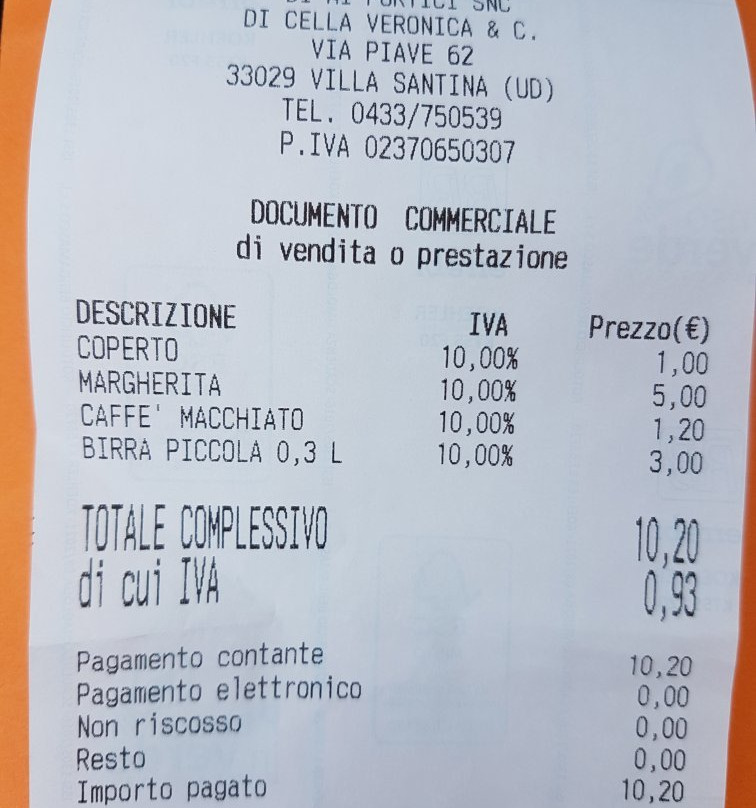 SNC
DI CELLA VERONICA & C.
VIA PIAVE 62
33029 VILLA SANTINA (UD)
TEL. 0433/750539
P.IVA 02370650307
DOCUMENTO COMMERCIALE
di vendita o prestazione
DESCRIZIONE IVA Prezzo(€)
COPERTO 10,00% 1,00
MARGHERITA 10,00% 5,00
CAFFE' MACCHIATO 10,00% 1,20
BIRRA PICCOLA 0,3 L 10,00% 3,00
TOTALE COMPLESSIVO 10,20
di cui IVA 0,93
Pagamento contante 10,20
Pagamento elettronico 0,00
Non riscosso 0,00
Resto 0,00
Importo pagato 10,20